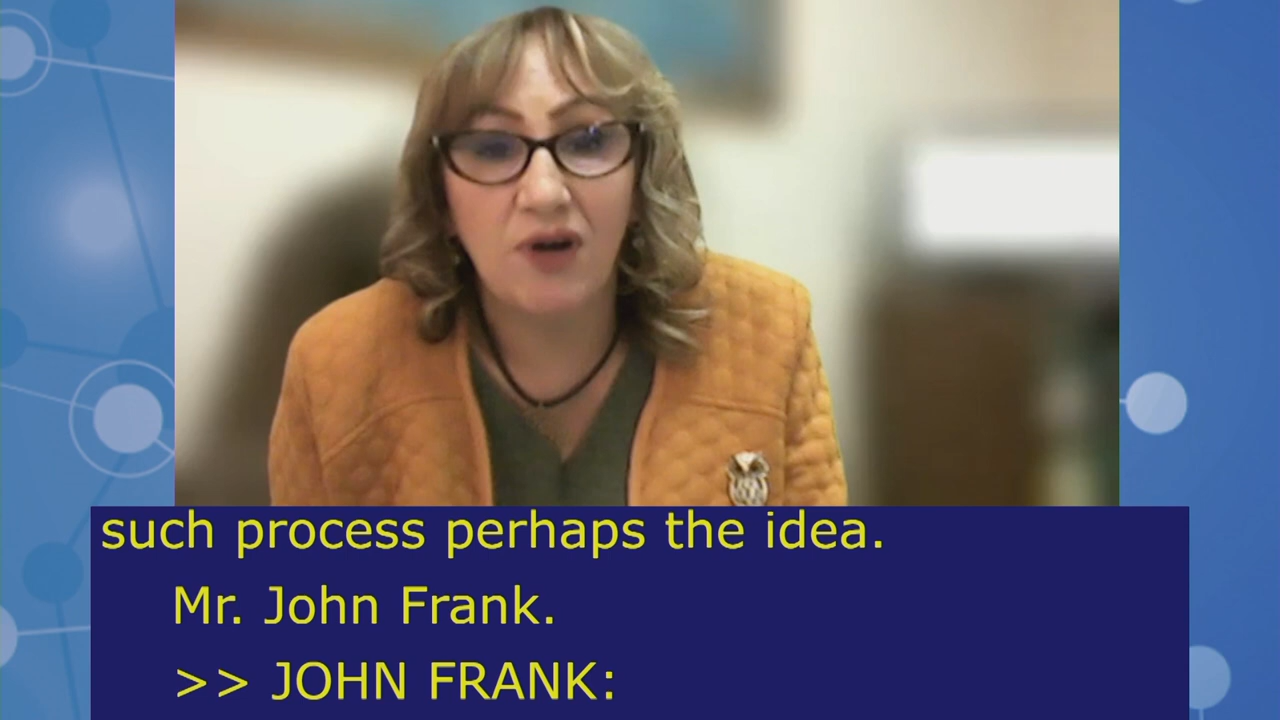 such process perhaps the idea.
Mr. John Frank.
>> JOHN FRANK: